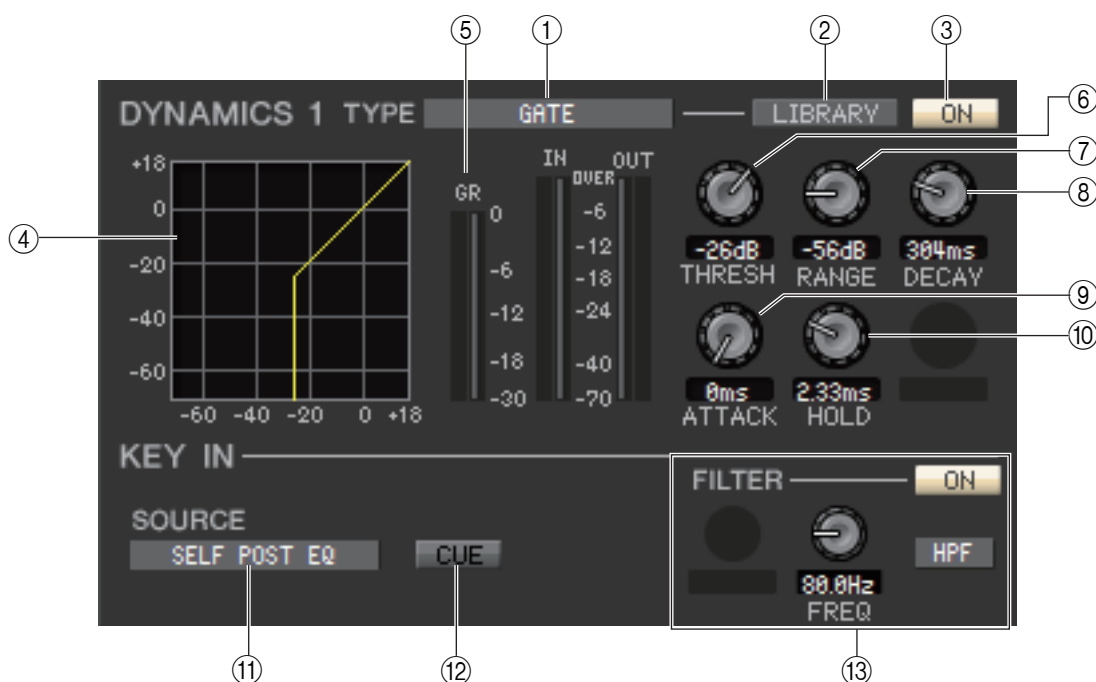 ⑤ ① ② ③
DYNAMICS 1 TYPE GATE LIBRARY ON
⑥
⑦
⑧
④
+18
0
-20
-40
-60
-60 -40 -20 0 +18
GR
0
-6
-12
-18
-30
IN OUT
OVER
-6
-12
-18
-24
-40
-70
-26dB -56dB 304ms
THRESH RANGE DECAY
⑨
⑩
0ms 2.33ms
ATTACK HOLD
KEY IN
SOURCE
SELF POST EQ CUE
FILTER ON
HPF
80.0Hz
FREQ
⑪ ⑫ ⑬